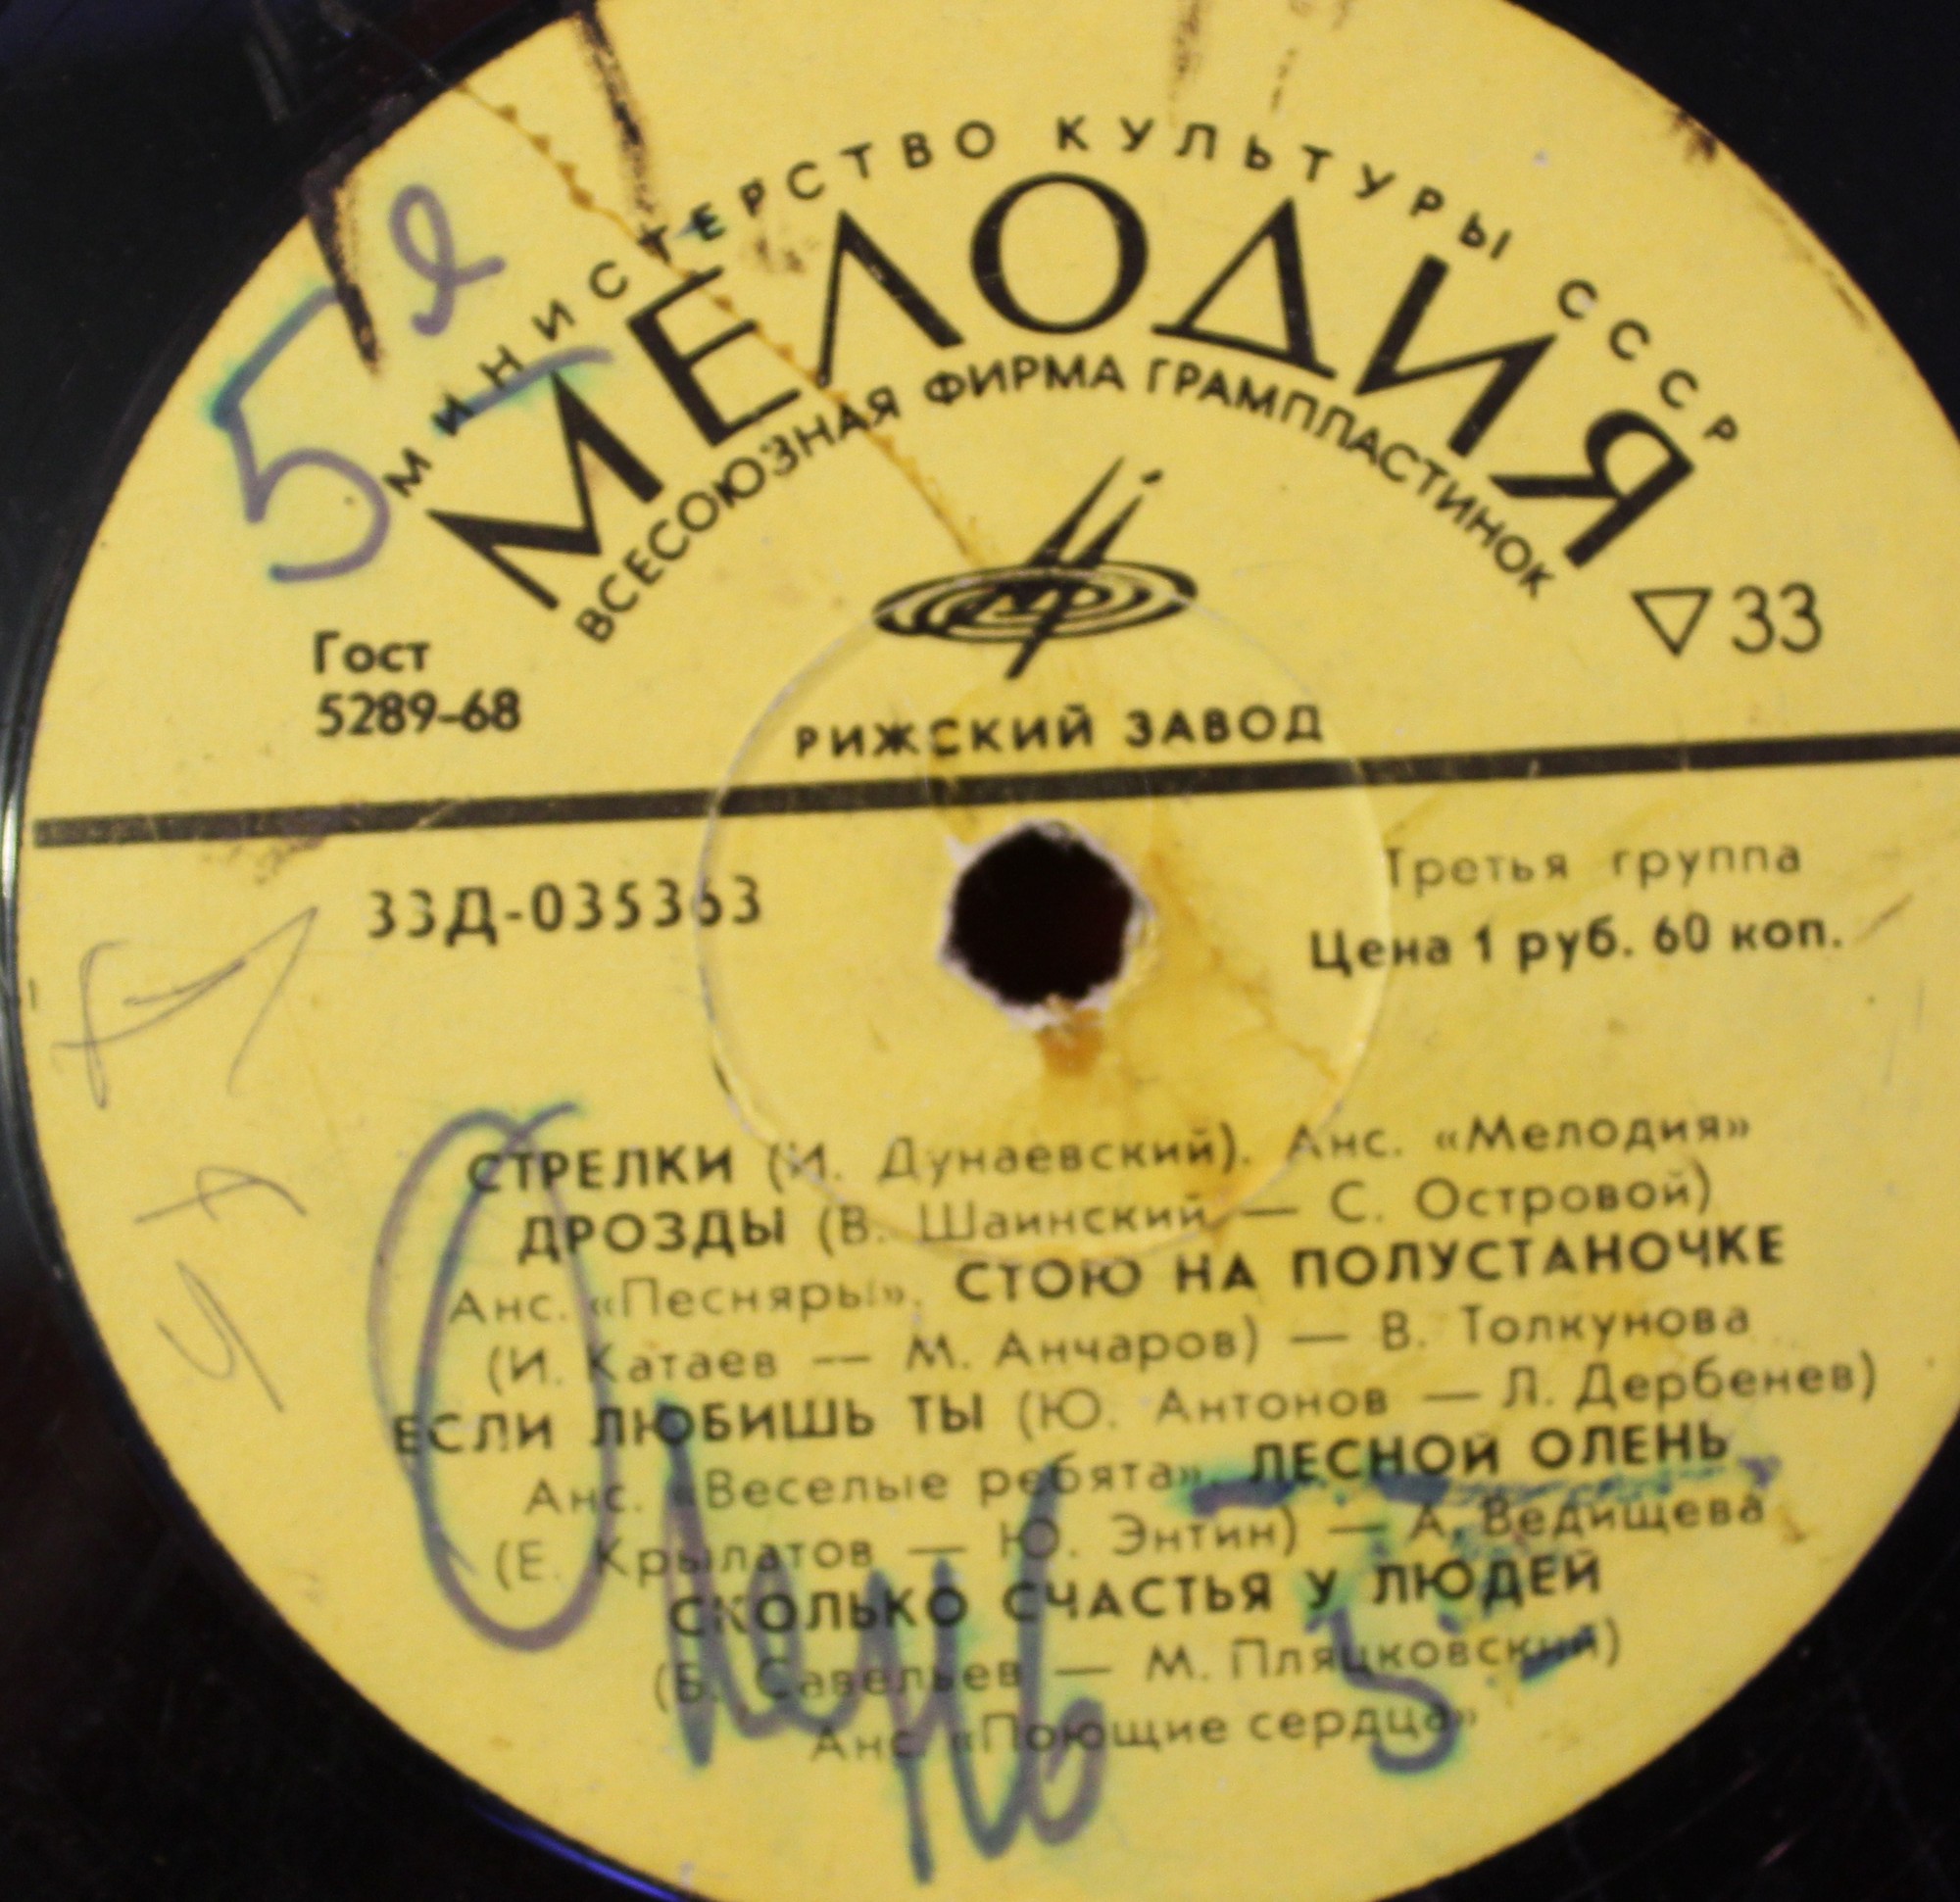 МИНИСТЕРСТВО КУЛЬТУРЫ СССР
МЕЛОДИЯ
ВСЕСОЮЗНАЯ ФИРМА ГРАМПЛАСТИНОК
5я
Гост
5289-68
▽33
РИЖСКИЙ ЗАВОД
33Д-035363
Третья группа
Цена 1 руб. 60 коп.
СТРЕЛКИ (И. Дунаевский). Анс. «Мелодия»
ДРОЗДЫ (В. Шаинский — С. Островой)
Анс. «Песняры». СТОЮ НА ПОЛУСТАНОЧКЕ
(И. Катаев — М. Анчаров) — В. Толкунова
ЕСЛИ ЛЮБИШЬ ТЫ (Ю. Антонов — Л. Дербенев)
Анс. «Веселые ребята». ЛЕСНОЙ ОЛЕНЬ
(Е. Крылатов — Ю. Энтин) — А. Ведищева
СКОЛЬКО СЧАСТЬЯ У ЛЮДЕЙ
(Б. Савельев — М. Пляцковский)
Анс. «Поющие сердца»
Олень 5